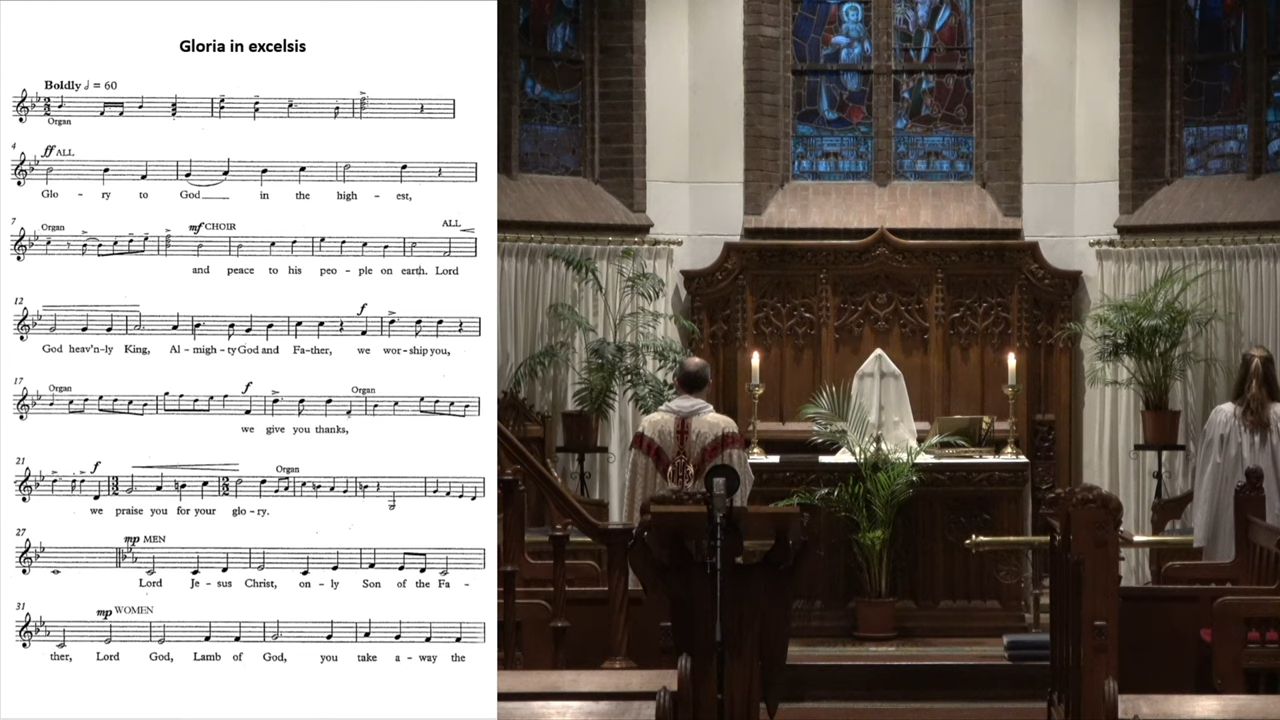 Gloria in excelsis
Boldly = 60
Organ
4 ff ALL
Glo - ry to God in the high - est,
7 Organ mf CHOIR ALL
and peace to his peo - ple on earth. Lord
12 f
God heav'n-ly King, Al - migh - ty God and Fa-ther, we wor - ship you,
17 Organ f Organ
we give you thanks,
21 f Organ
we praise you for your glo - ry.
27 mp MEN
Lord Je - sus Christ, on - ly Son of the Fa -
31 mp WOMEN
ther, Lord God, Lamb of God, you take a - way the